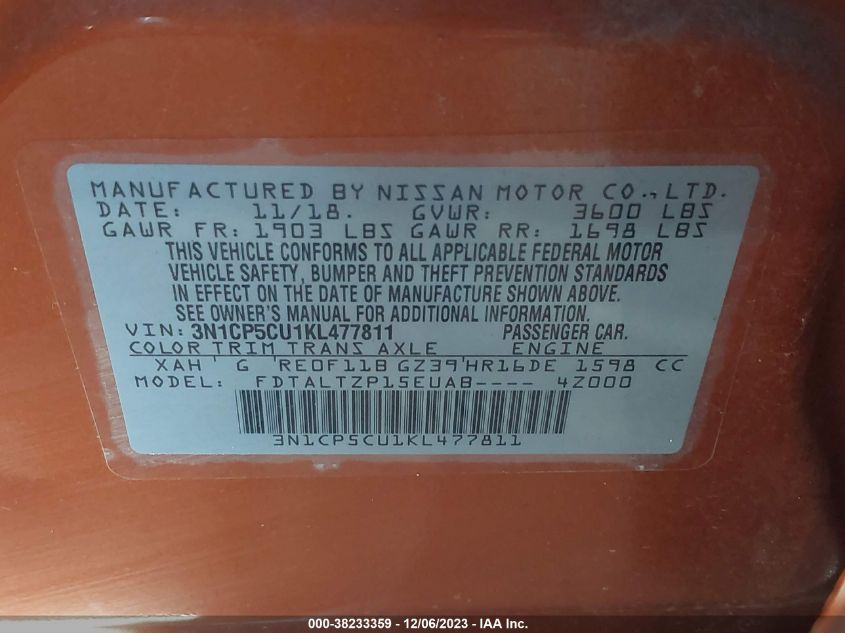 MANUFACTURED BY NISSAN MOTOR CO., LTD.
DATE: 11/18. GVWR: 3600 LBS
GAWR FR: 1903 LBS GAWR RR: 1698 LBS
THIS VEHICLE CONFORMS TO ALL APPLICABLE FEDERAL MOTOR
VEHICLE SAFETY, BUMPER AND THEFT PREVENTION STANDARDS
IN EFFECT ON THE DATE OF MANUFACTURE SHOWN ABOVE.
SEE OWNER'S MANUAL FOR ADDITIONAL INFORMATION.
VIN: 3N1CP5CU1KL477811 PASSENGER CAR.
COLOR TRIM TRANS AXLE ENGINE
XAH' G 'RE0F11B GZ39'HR16DE 1598 CC
MODEL: FDTALTZP15EUAB---- 4Z000
3N1CP5CU1KL477811
000-38233359 - 12/06/2023 - IAA Inc.